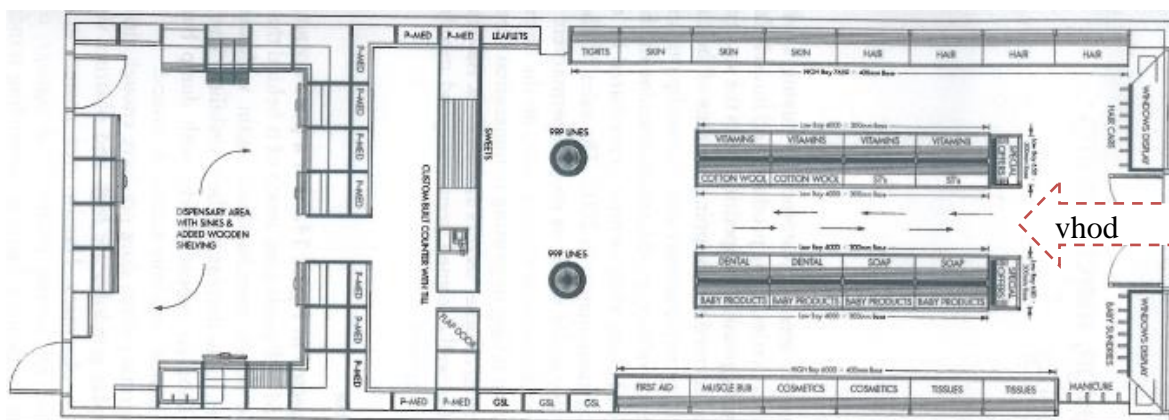 P-MED
P-MED
LEAFLETS
TIGHTS
SKIN
SKIN
SKIN
HAIR
HAIR
HAIR
HAIR
P-MED
P-MED
P-MED
P-MED
SWEETS
CUSTOM BUILT COUNTER WITH TILL
FLAP DOOR
DISPENSARY AREA
WITH SINKS &
ADDED WOODEN
SHELVING
99P LINES
99P LINES
VITAMINS
VITAMINS
VITAMINS
VITAMINS
COTTON WOOL
COTTON WOOL
ST's
ST's
SPECIAL
OFFERS
HAIR CARE
WINDOWS DISPLAY
vhod
DENTAL
DENTAL
SOAP
SOAP
BABY PRODUCTS
BABY PRODUCTS
BABY PRODUCTS
BABY PRODUCTS
SPECIAL
OFFERS
BABY SUNDRIES
WINDOWS DISPLAY
P-MED
P-MED
P-MED
FIRST AID
MUSCLE RUB
COSMETICS
COSMETICS
TISSUES
TISSUES
MANICURE
P-MED
P-MED
GSL
GSL
GSL